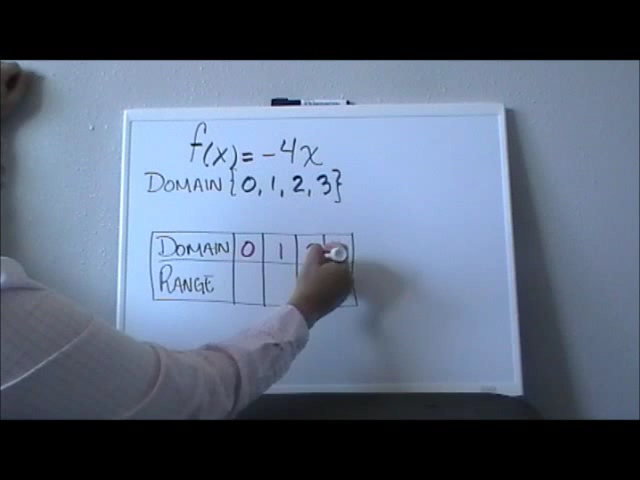 f(x) = -4x
DOMAIN {0, 1, 2, 3}
DOMAIN 0 1
RANGE